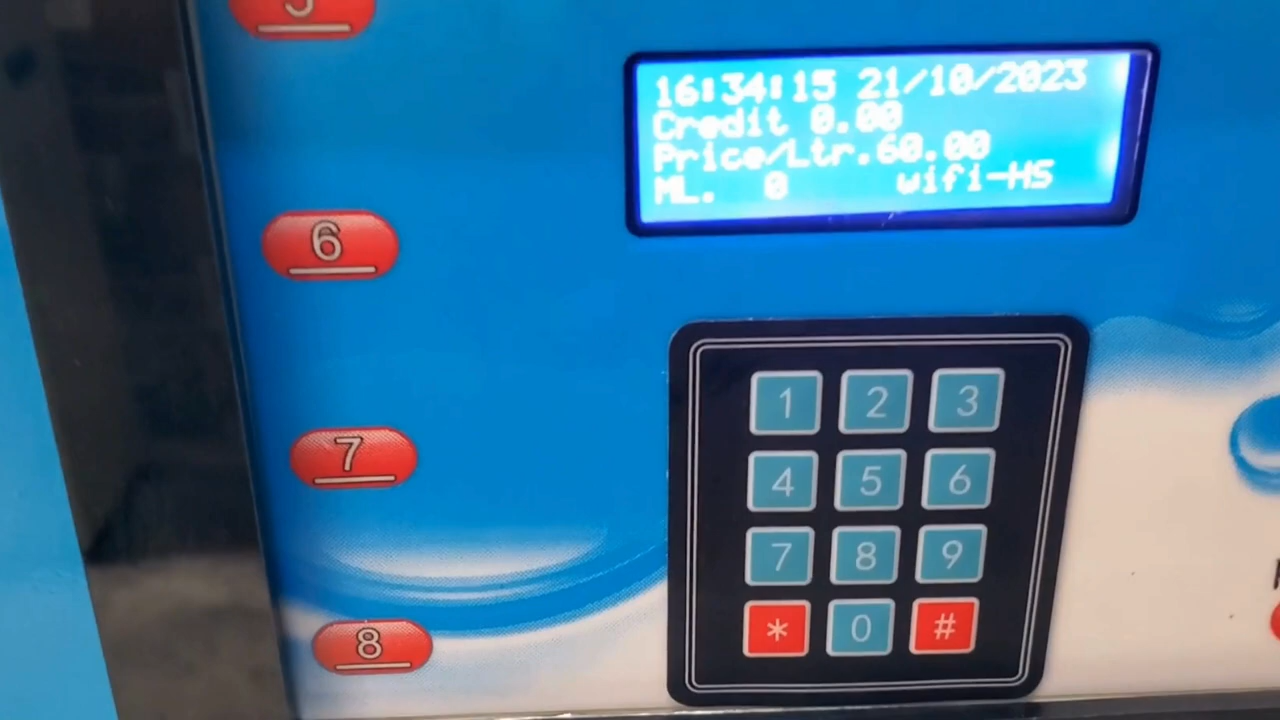 5
16:34:15 21/10/2023
Credit 0.00
Price/Ltr.60.00
ML. 0 wifi-HS
6
7
8
1 2 3
4 5 6
7 8 9
* 0 #